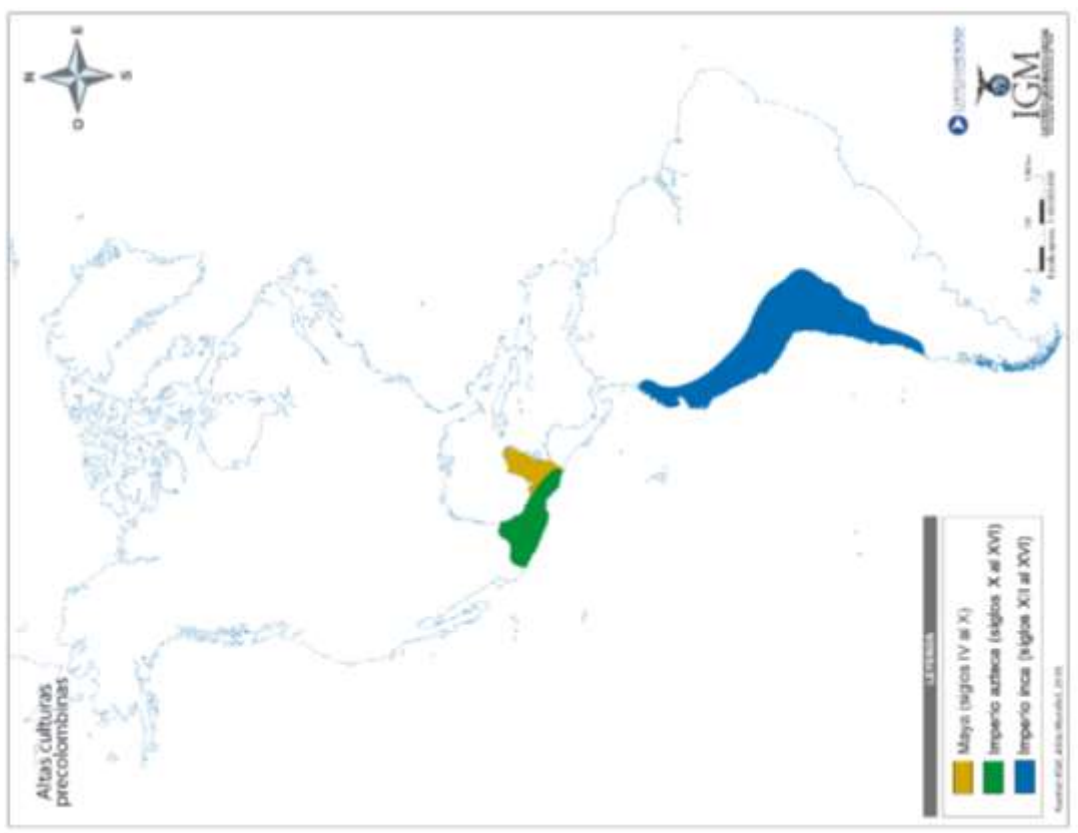 Altas culturas
precolombinas
N
E
S
O
LEYENDA
Maya (siglos IV al X)
Imperio azteca (siglos X al XVI)
Imperio inca (siglos XII al XVI)
IGM